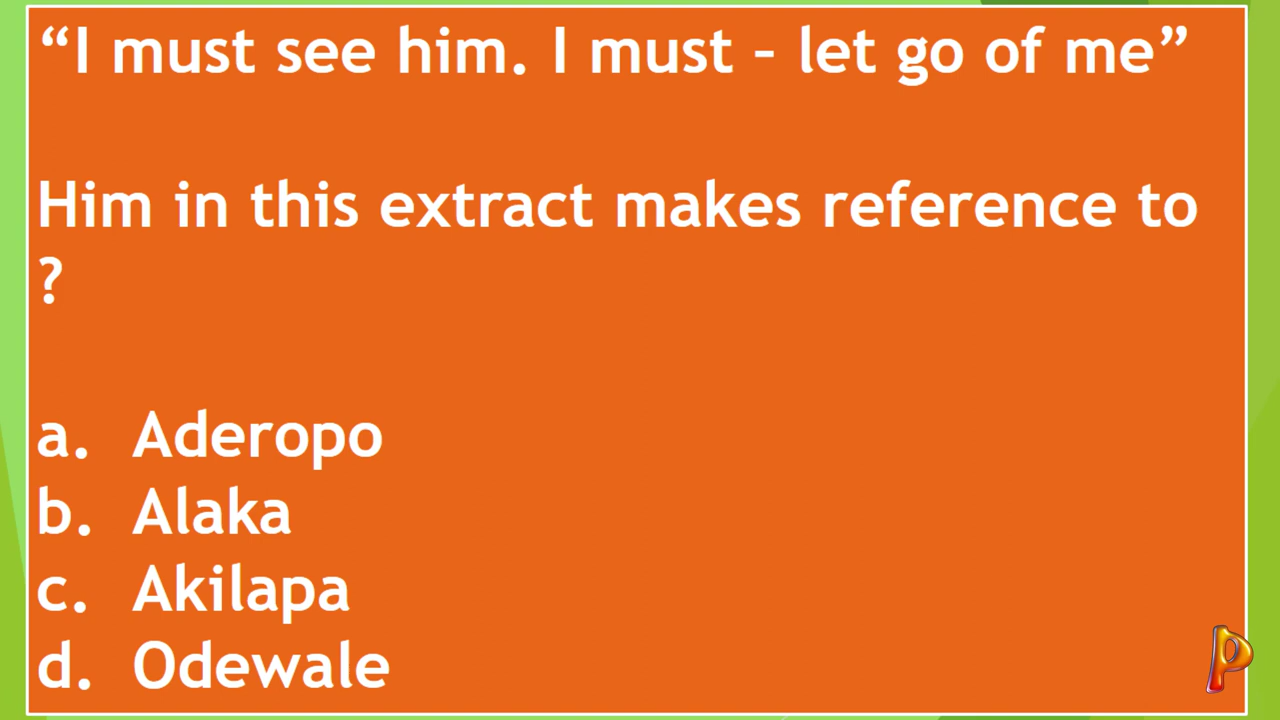 “I must see him. I must – let go of me”
Him in this extract makes reference to
?
a. Aderopo
b. Alaka
c. Akilapa
d. Odewale
P